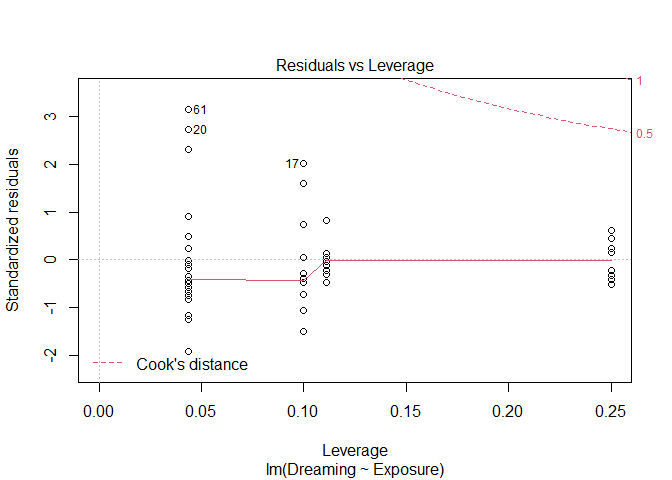 Residuals vs Leverage
1
0.5
61
20
17
3
2
1
0
-1
-2
Standardized residuals
Cook's distance
0.00 0.05 0.10 0.15 0.20 0.25
Leverage
lm(Dreaming ~ Exposure)